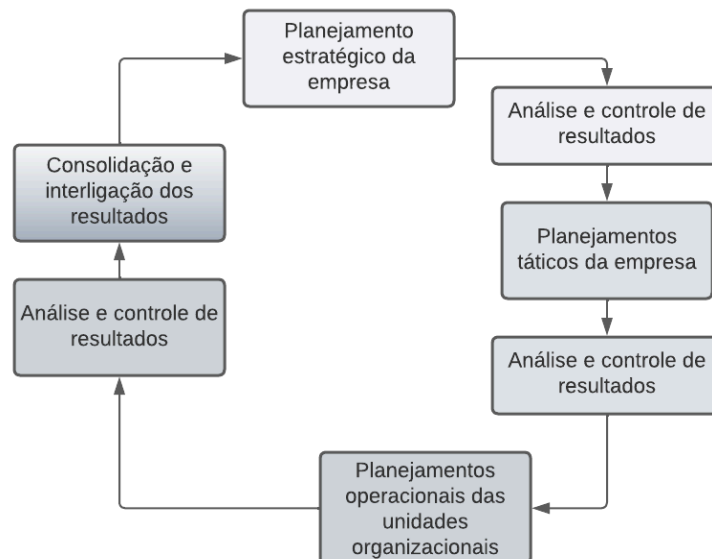 Planejamento
estratégico da
empresa
Análise e controle de
resultados
Planejamentos
táticos da empresa
Análise e controle de
resultados
Planejamentos
operacionais das
unidades
organizacionais
Análise e controle de
resultados
Consolidação e
interligação dos
resultados